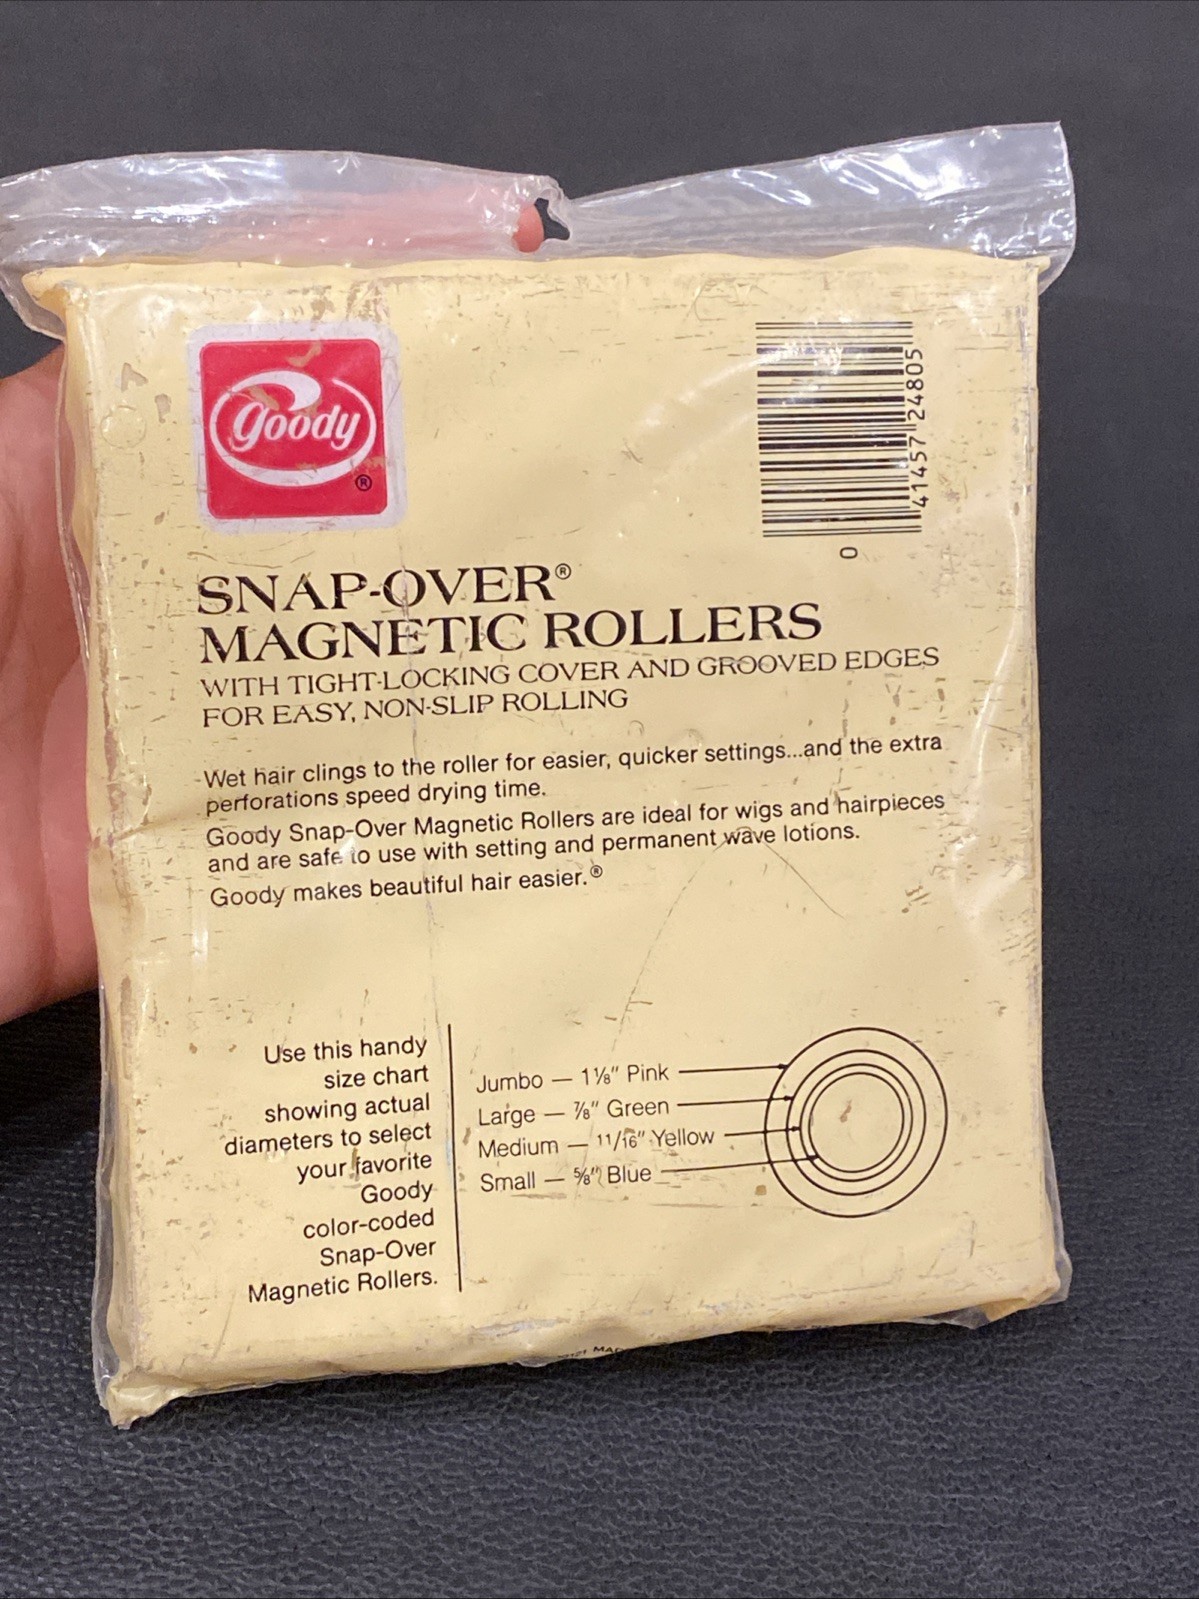 goody
®
41457 24805
0
SNAP-OVER®
MAGNETIC ROLLERS
WITH TIGHT-LOCKING COVER AND GROOVED EDGES
FOR EASY, NON-SLIP ROLLING
Wet hair clings to the roller for easier, quicker settings...and the extra
perforations speed drying time.
Goody Snap-Over Magnetic Rollers are ideal for wigs and hairpieces
and are safe to use with setting and permanent wave lotions.
Goody makes beautiful hair easier.®
Use this handy
size chart
showing actual
diameters to select
your favorite
Goody
color-coded
Snap-Over
Magnetic Rollers.
Jumbo — 1⅛" Pink
Large — ⅞" Green
Medium — 11/16" Yellow
Small — ⅝" Blue